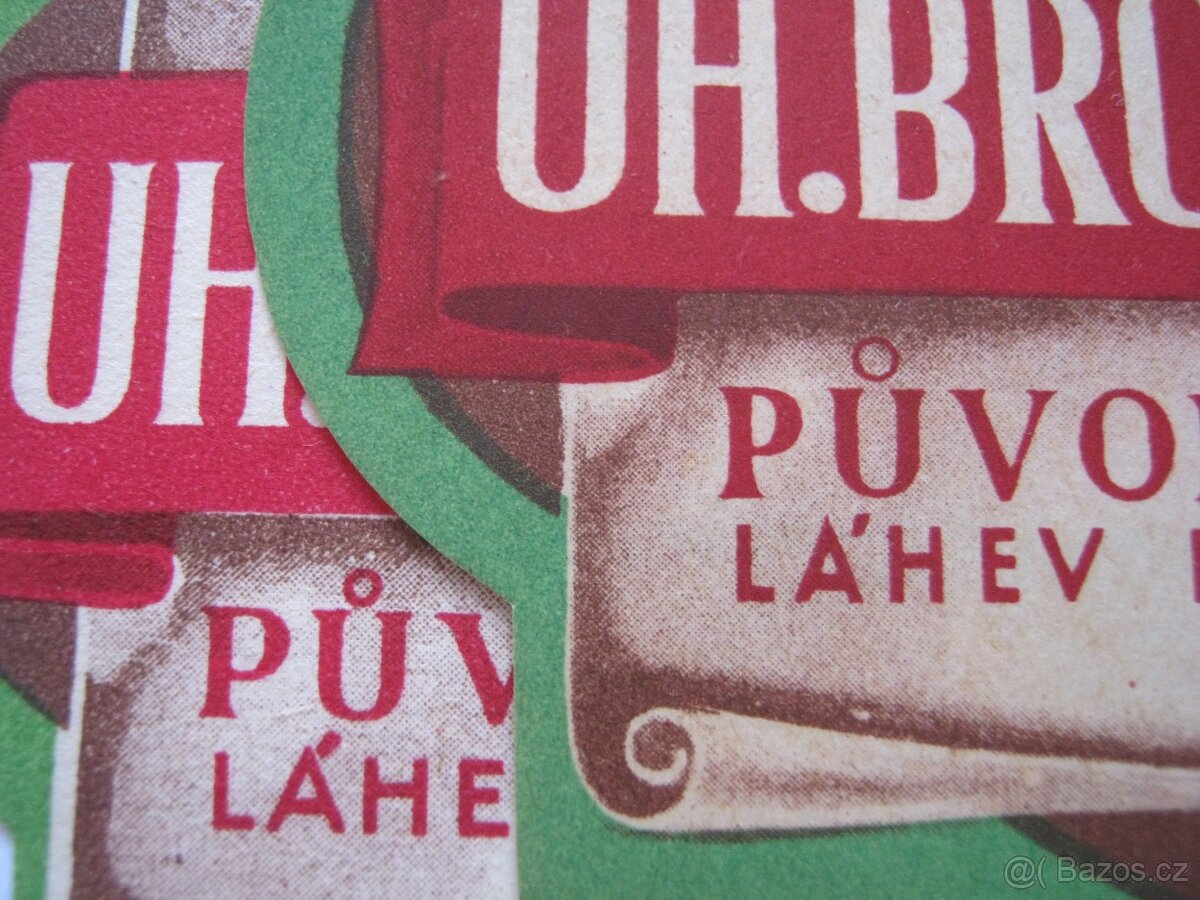 UH.BRO
PŮVO
LÁHEV
UH.
PŮV
LÁHE
@( Bazos.cz